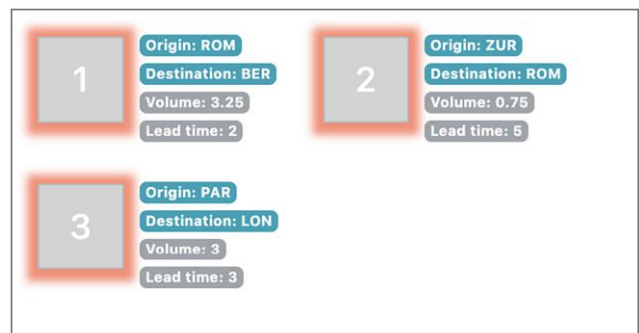 1
Origin: ROM
Destination: BER
Volume: 3.25
Lead time: 2
2
Origin: ZUR
Destination: ROM
Volume: 0.75
Lead time: 5
3
Origin: PAR
Destination: LON
Volume: 3
Lead time: 3